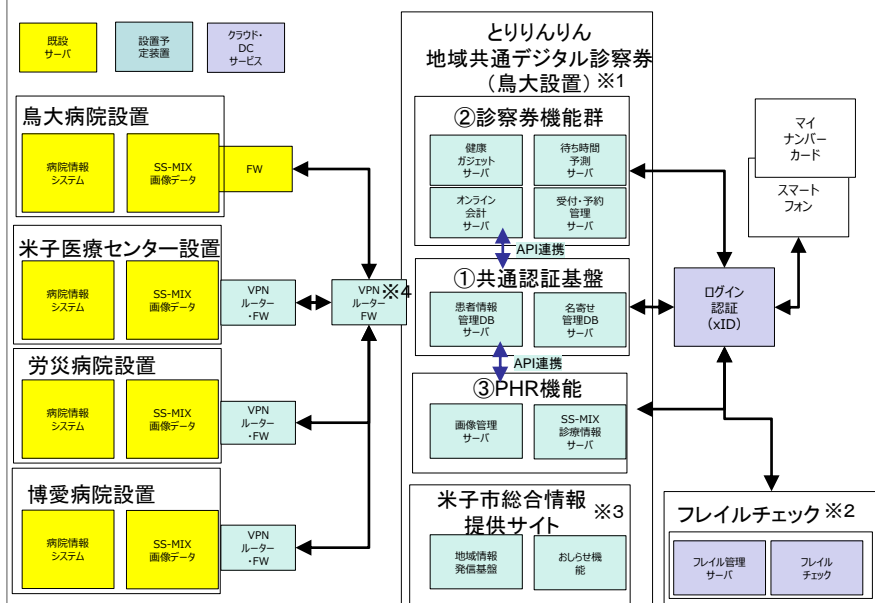 既設
サーバ
設置予
定装置
クラウド・
DC
サービス
鳥大病院設置
病院情報
システム
SS-MIX
画像データ
FW
米子医療センター設置
病院情報
システム
SS-MIX
画像データ
VPN
ルーター
・FW
労災病院設置
病院情報
システム
SS-MIX
画像データ
VPN
ルーター
・FW
博愛病院設置
病院情報
システム
SS-MIX
画像データ
VPN
ルーター
・FW
VPN
ルーター
FW
※4
とりりんりん
地域共通デジタル診察券
(鳥大設置)※1
②診察券機能群
健康
ガジェット
サーバ
待ち時間
予測
サーバ
オンライン
会計
サーバ
受付・予約
管理
サーバ
API連携
①共通認証基盤
患者情報
管理DB
サーバ
名寄せ
管理DB
サーバ
API連携
③PHR機能
画像管理
サーバ
SS-MIX
診療情報
サーバ
米子市総合情報
提供サイト
※3
地域情報
発信基盤
おしらせ機
能
マイ
ナンバー
カード
スマート
フォン
ログイン
認証
(xID)
フレイルチェック※2
フレイル管理
サーバ
フレイル
チェック